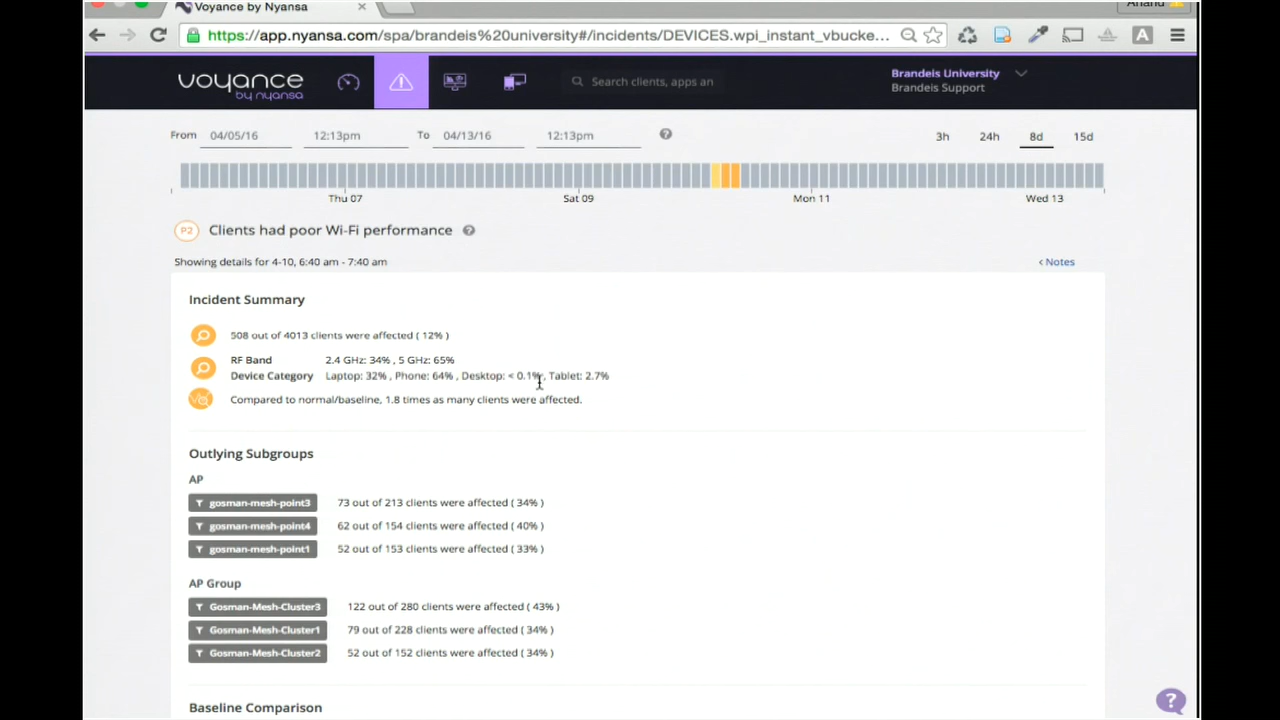 Voyance by Nyansa
Anand
https://app.nyansa.com/spa/brandeis%20university#/incidents/DEVICES.wpi_instant_vbucke...
A
voyance
by nyansa
Search clients, apps an
Brandeis University
Brandeis Support
From 04/05/16 12:13pm To 04/13/16 12:13pm ?
3h 24h 8d 15d
Thu 07 Sat 09 Mon 11 Wed 13
P2 Clients had poor Wi-Fi performance ?
Showing details for 4-10, 6:40 am - 7:40 am
‹ Notes
Incident Summary
508 out of 4013 clients were affected ( 12% )
RF Band 2.4 GHz: 34% , 5 GHz: 65%
Device Category Laptop: 32% , Phone: 64% , Desktop: < 0.1% , Tablet: 2.7%
Compared to normal/baseline, 1.8 times as many clients were affected.
Outlying Subgroups
AP
gosman-mesh-point3 73 out of 213 clients were affected ( 34% )
gosman-mesh-point4 62 out of 154 clients were affected ( 40% )
gosman-mesh-point1 52 out of 153 clients were affected ( 33% )
AP Group
Gosman-Mesh-Cluster3 122 out of 280 clients were affected ( 43% )
Gosman-Mesh-Cluster1 79 out of 228 clients were affected ( 34% )
Gosman-Mesh-Cluster2 52 out of 152 clients were affected ( 34% )
Baseline Comparison
?